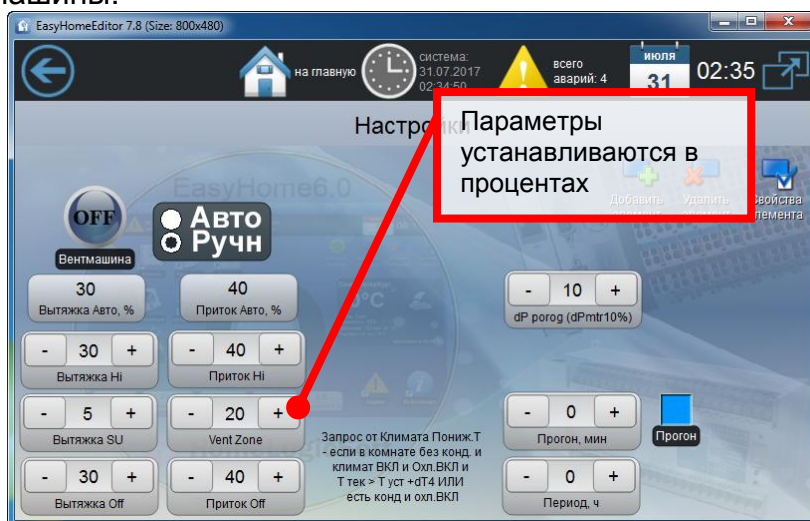 ашины.
EasyHomeEditor 7.8 (Size: 800x480)
на главную
система:
31.07.2017
02:34:50
всего
аварий: 4
июля
31
02:35
Настройки
Параметры
устанавливаются в
процентах
EasyHome6.0
Добавить
Удалить
Свойства
элемента
OFF
Вентмашина
Авто
Ручн
30
Вытяжка Авто, %
40
Приток Авто, %
- 10 +
dP porog (dPmtr10%)
- 30 +
Вытяжка Hi
- 40 +
Приток Hi
- 5 +
Вытяжка SU
- 20 +
Vent Zone
Запрос от Климата Пониж.Т
- если в комнате без конд. и
климат ВКЛ и Охл.ВКЛ и
Т тек > Т уст +dT4 ИЛИ
есть конд и охл.ВКЛ
- 0 +
Прогон, мин
Прогон
- 30 +
Вытяжка Off
- 40 +
Приток Off
- 0 +
Период, ч